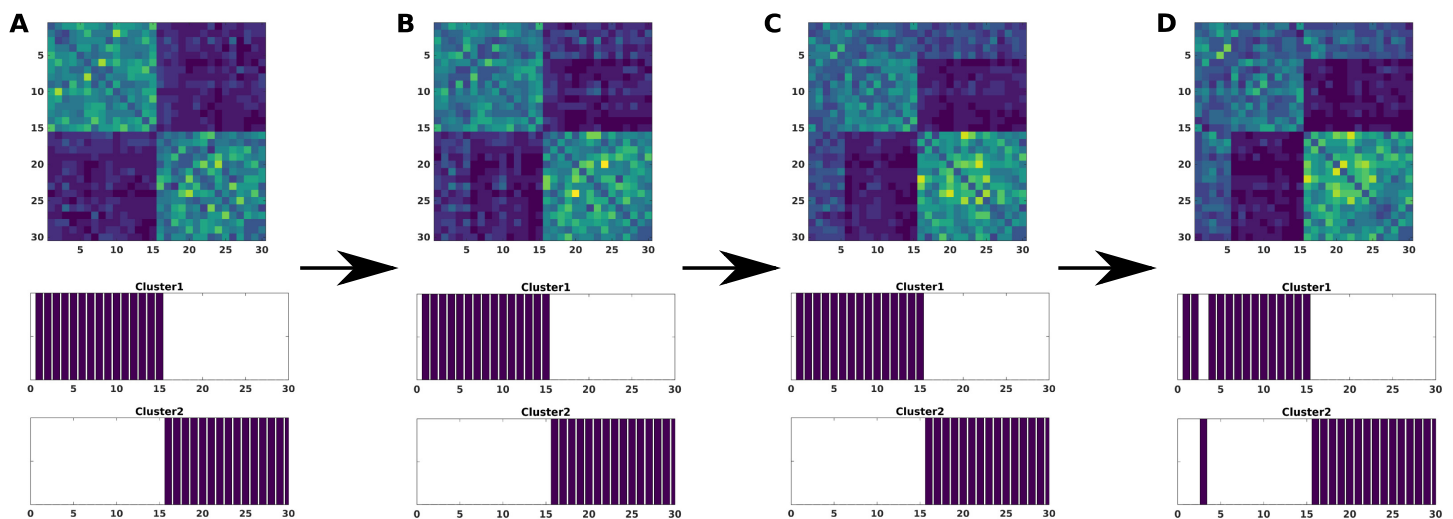 A B C D
5 5 5 5
10 10 10 10
15 15 15 15
20 20 20 20
25 25 25 25
30 30 30 30
5 10 15 20 25 30 5 10 15 20 25 30 5 10 15 20 25 30 5 10 15 20 25 30
Cluster1 Cluster1 Cluster1 Cluster1
0 5 10 15 20 25 30 0 5 10 15 20 25 30 0 5 10 15 20 25 30 0 5 10 15 20 25 30
Cluster2 Cluster2 Cluster2 Cluster2
0 5 10 15 20 25 30 0 5 10 15 20 25 30 0 5 10 15 20 25 30 0 5 10 15 20 25 30